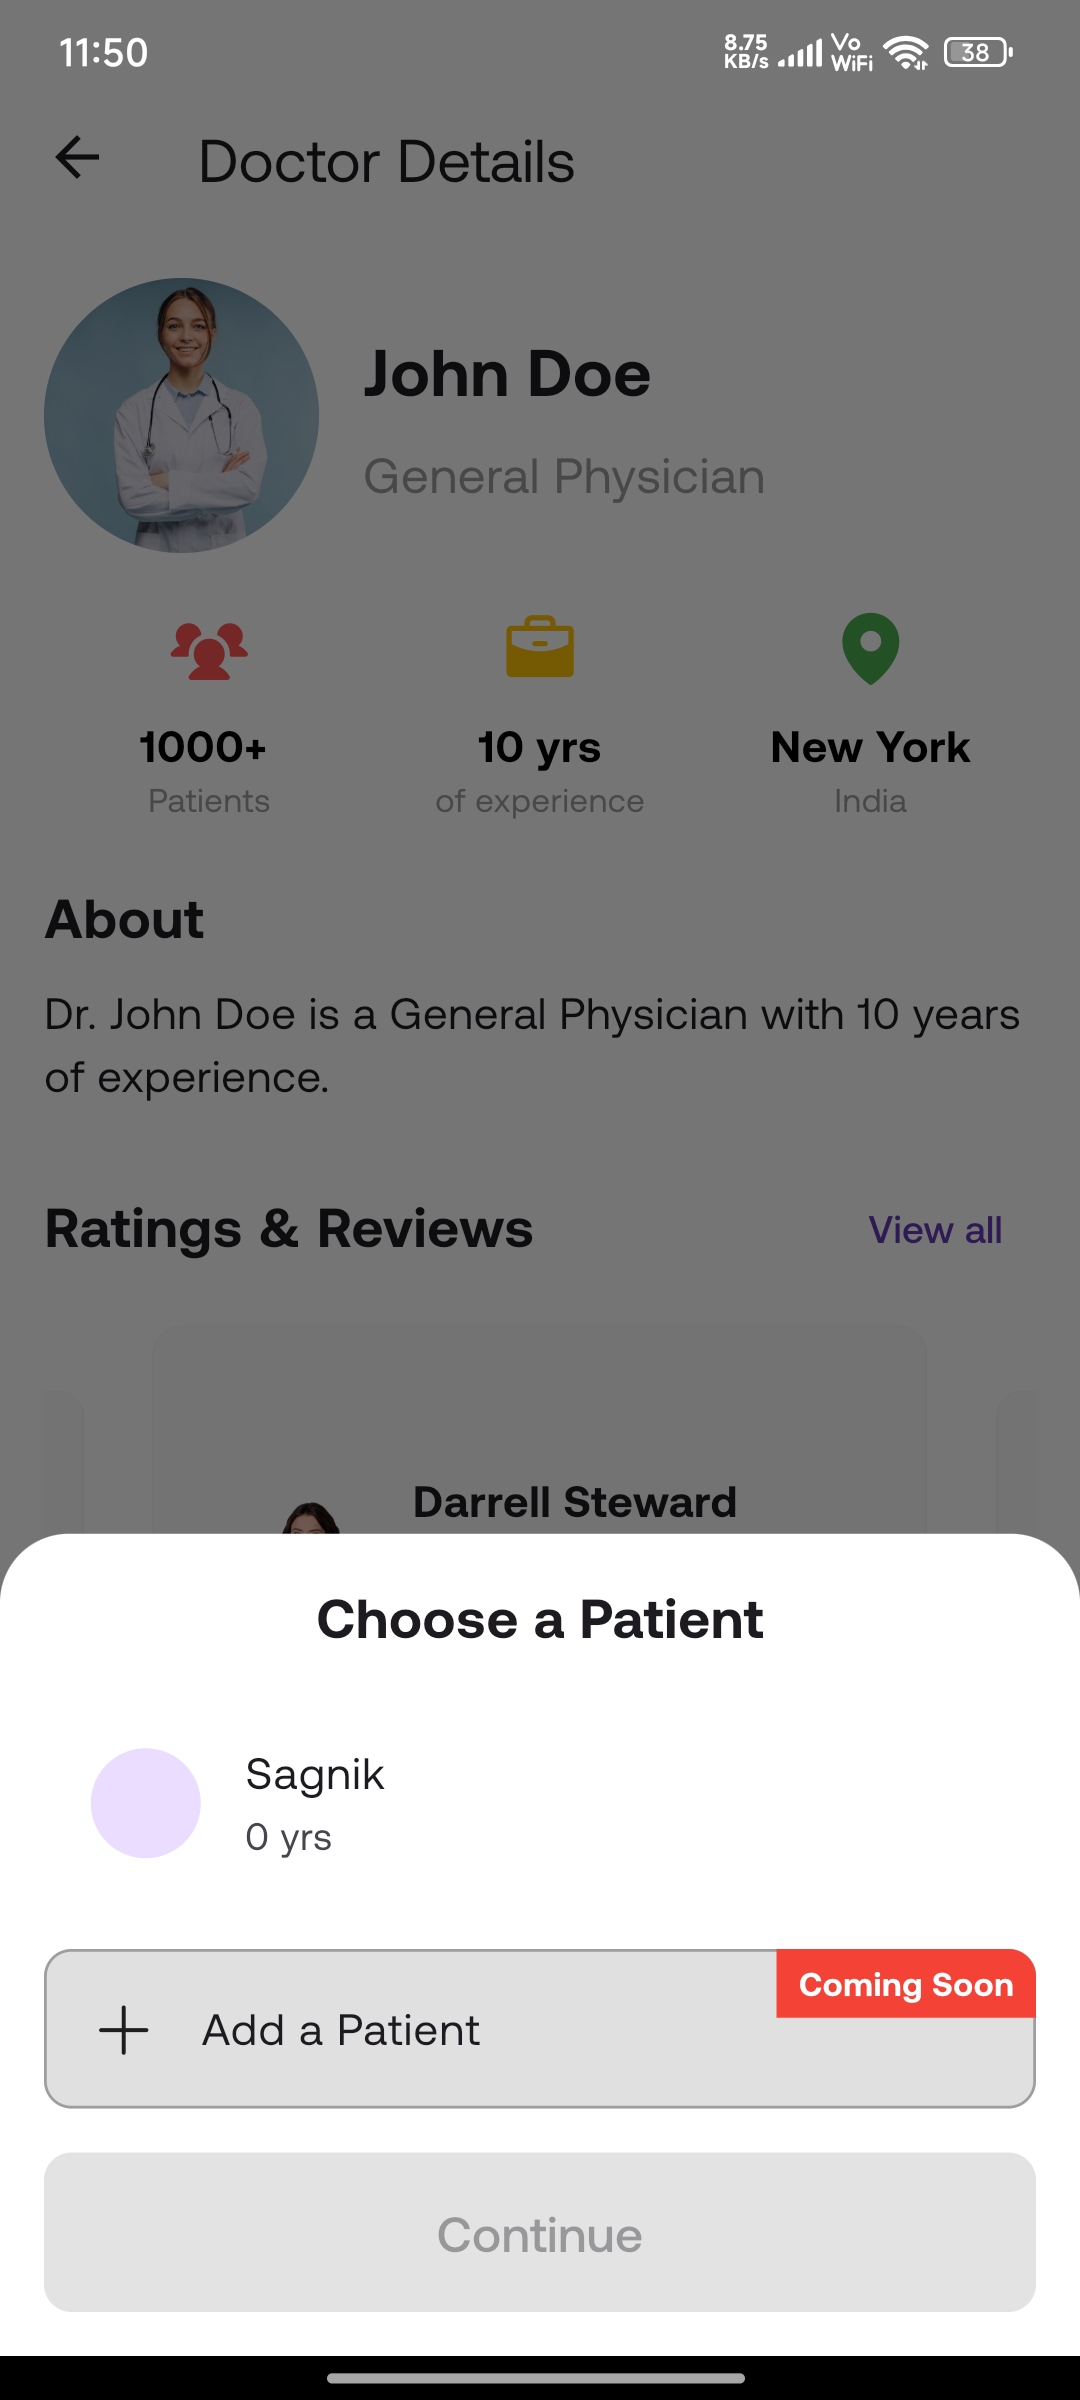 11:50
8.75 KB/s Vo WiFi 38
Doctor Details
John Doe
General Physician
1000+ 10 yrs New York
Patients of experience India
About
Dr. John Doe is a General Physician with 10 years
of experience.
Ratings & Reviews View all
Darrell Steward
Choose a Patient
Sagnik
0 yrs
Coming Soon
Add a Patient
Continue